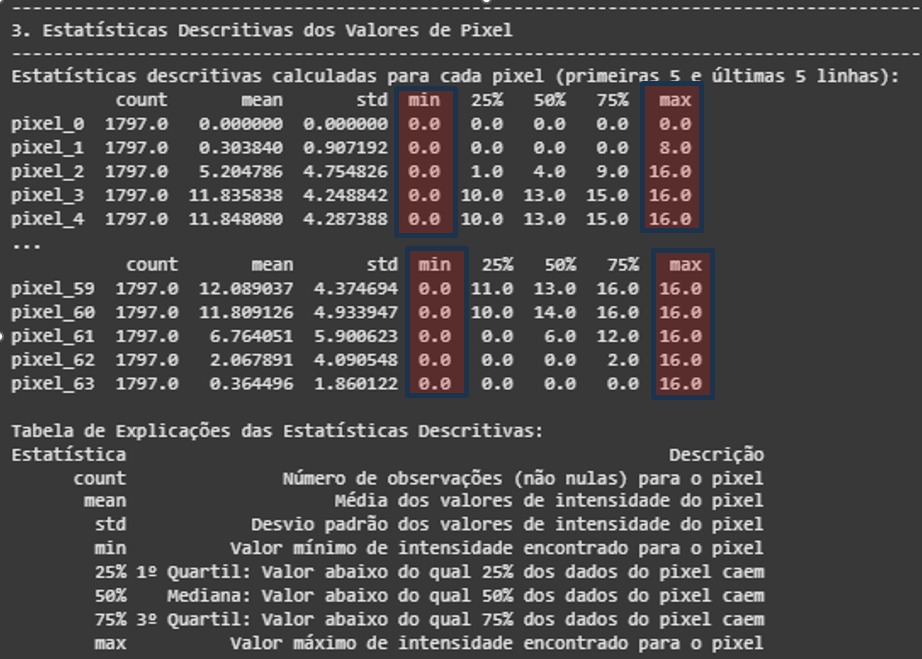 3. Estatísticas Descritivas dos Valores de Pixel
Estatísticas descritivas calculadas para cada pixel (primeiras 5 e últimas 5 linhas):
count mean std min 25% 50% 75% max
pixel_0 1797.0 0.000000 0.000000 0.0 0.0 0.0 0.0 0.0
pixel_1 1797.0 0.303840 0.907192 0.0 0.0 0.0 0.0 8.0
pixel_2 1797.0 5.204786 4.754826 0.0 1.0 4.0 9.0 16.0
pixel_3 1797.0 11.835838 4.248842 0.0 10.0 13.0 15.0 16.0
pixel_4 1797.0 11.848080 4.287388 0.0 10.0 13.0 15.0 16.0
...
count mean std min 25% 50% 75% max
pixel_59 1797.0 12.089037 4.374694 0.0 11.0 13.0 16.0 16.0
pixel_60 1797.0 11.809126 4.933947 0.0 10.0 14.0 16.0 16.0
pixel_61 1797.0 6.764051 5.900623 0.0 0.0 6.0 12.0 16.0
pixel_62 1797.0 2.067891 4.090548 0.0 0.0 0.0 2.0 16.0
pixel_63 1797.0 0.364496 1.860122 0.0 0.0 0.0 0.0 16.0
Tabela de Explicações das Estatísticas Descritivas:
Estatística Descrição
count Número de observações (não nulas) para o pixel
mean Média dos valores de intensidade do pixel
std Desvio padrão dos valores de intensidade do pixel
min Valor mínimo de intensidade encontrado para o pixel
25% 1º Quartil: Valor abaixo do qual 25% dos dados do pixel caem
50% Mediana: Valor abaixo do qual 50% dos dados do pixel caem
75% 3º Quartil: Valor abaixo do qual 75% dos dados do pixel caem
max Valor máximo de intensidade encontrado para o pixel